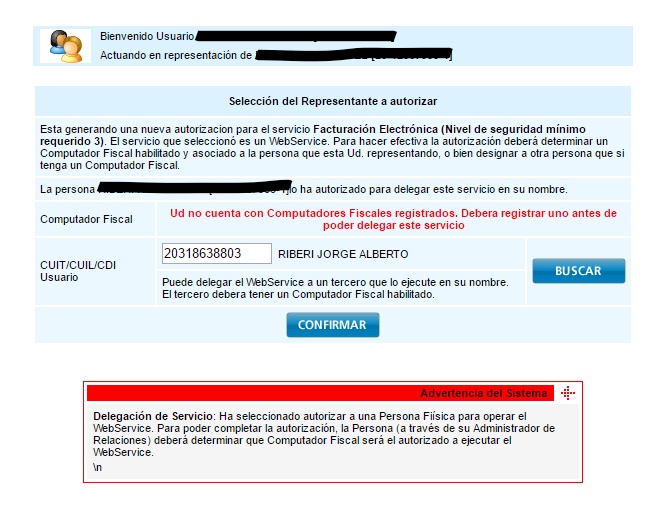 Bienvenido Usuario
Actuando en representación de
Selección del Representante a autorizar
Esta generando una nueva autorizacion para el servicio Facturación Electrónica (Nivel de seguridad mínimo
requerido 3). El servicio que seleccionó es un WebService. Para hacer efectiva la autorización deberá determinar un
Computador Fiscal habilitado y asociado a la persona que esta Ud. representando, o bien designar a otra persona que si
tenga un Computador Fiscal.
La persona lo ha autorizado para delegar este servicio en su nombre.
Computador Fiscal
Ud no cuenta con Computadores Fiscales registrados. Debera registrar uno antes de
poder delegar este servicio
CUIT/CUIL/CDI
Usuario
20318638803 RIBERI JORGE ALBERTO
BUSCAR
Puede delegar el WebService a un tercero que lo ejecute en su nombre.
El tercero debera tener un Computador Fiscal habilitado.
CONFIRMAR
Advertencia del Sistema
Delegación de Servicio: Ha seleccionado autorizar a una Persona Fiísica para operar el
WebService. Para poder completar la autorización, la Persona (a través de su Administrador de
Relaciones) deberá determinar que Computador Fiscal será el autorizado a ejecutar el
WebService.
\n